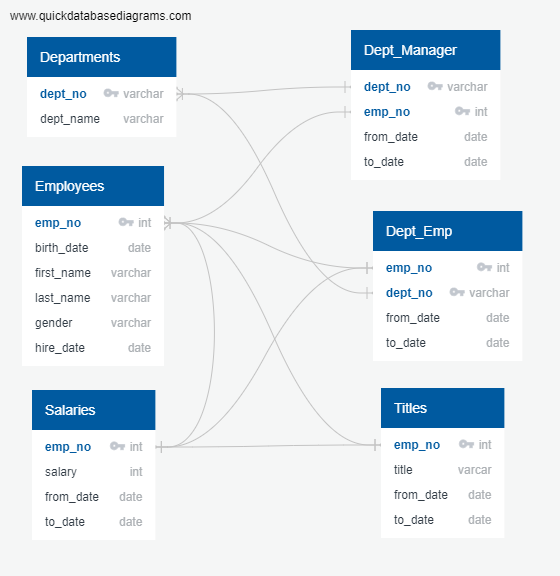 www.quickdatabasediagrams.com
Departments
dept_no varchar
dept_name varchar
Employees
emp_no int
birth_date date
first_name varchar
last_name varchar
gender varchar
hire_date date
Salaries
emp_no int
salary int
from_date date
to_date date
Dept_Manager
dept_no varchar
emp_no int
from_date date
to_date date
Dept_Emp
emp_no int
dept_no varchar
from_date date
to_date date
Titles
emp_no int
title varcar
from_date date
to_date date